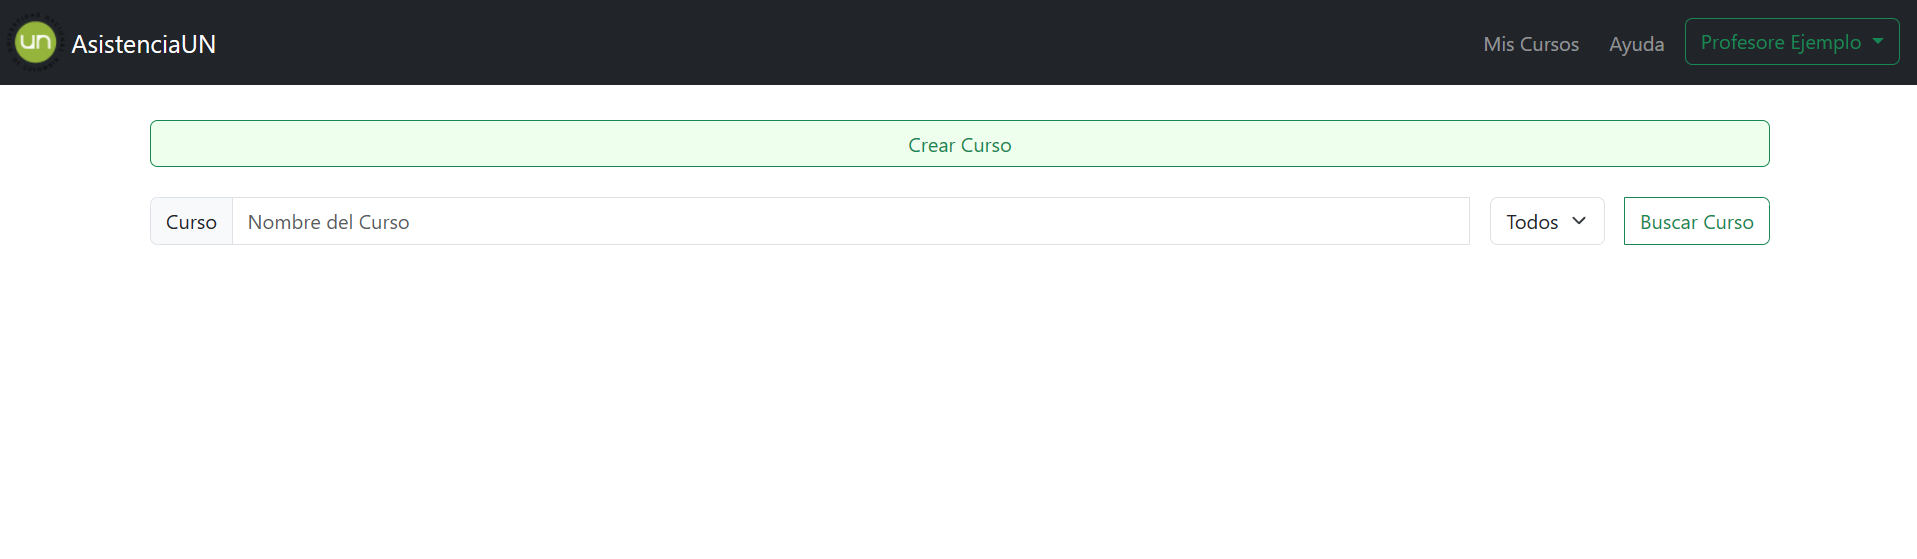 un AsistenciaUN Mis Cursos Ayuda Profesore Ejemplo
Crear Curso
Curso Nombre del Curso Todos Buscar Curso